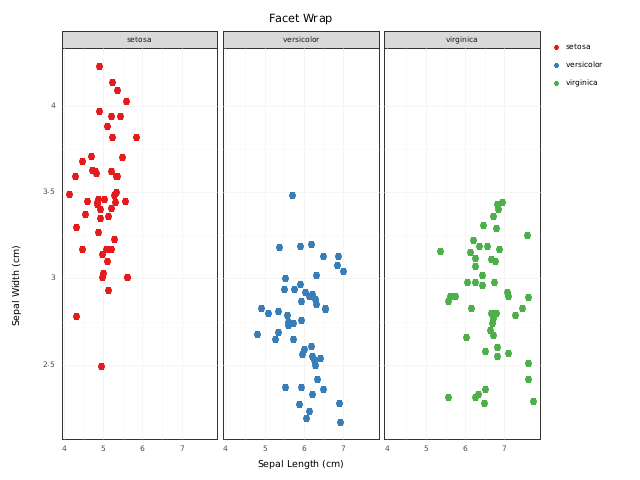 Facet Wrap
setosa
versicolor
virginica
setosa
versicolor
virginica
4
3.5
3
2.5
Sepal Width (cm)
4 5 6 7
4 5 6 7
4 5 6 7
Sepal Length (cm)